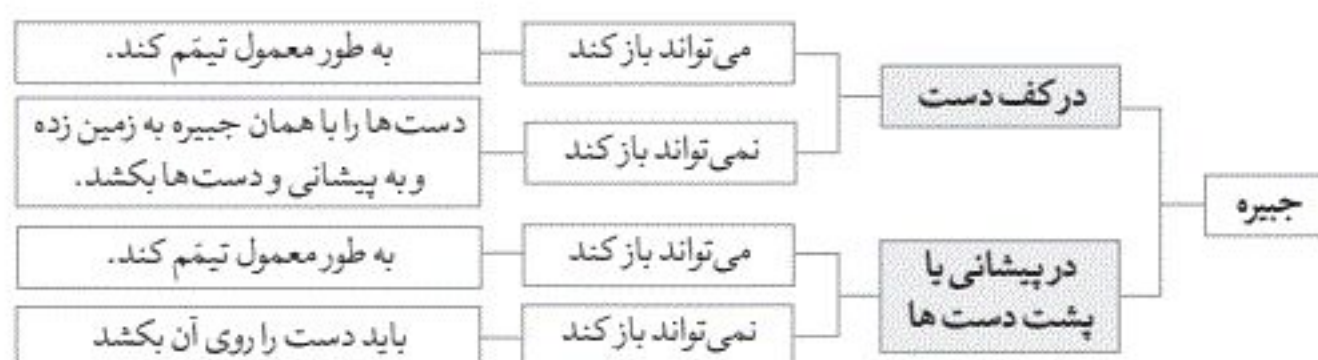 جبیره
در کف دست
می‌تواند باز کند
به طور معمول تیمّم کند.
نمی‌تواند باز کند
دست‌ها را با همان جبیره به زمین زده
و به پیشانی و دست‌ها بکشد.
در پیشانی یا
پشت دست ها
می‌تواند باز کند
به طور معمول تیمّم کند.
نمی‌تواند باز کند
باید دست را روی آن بکشد